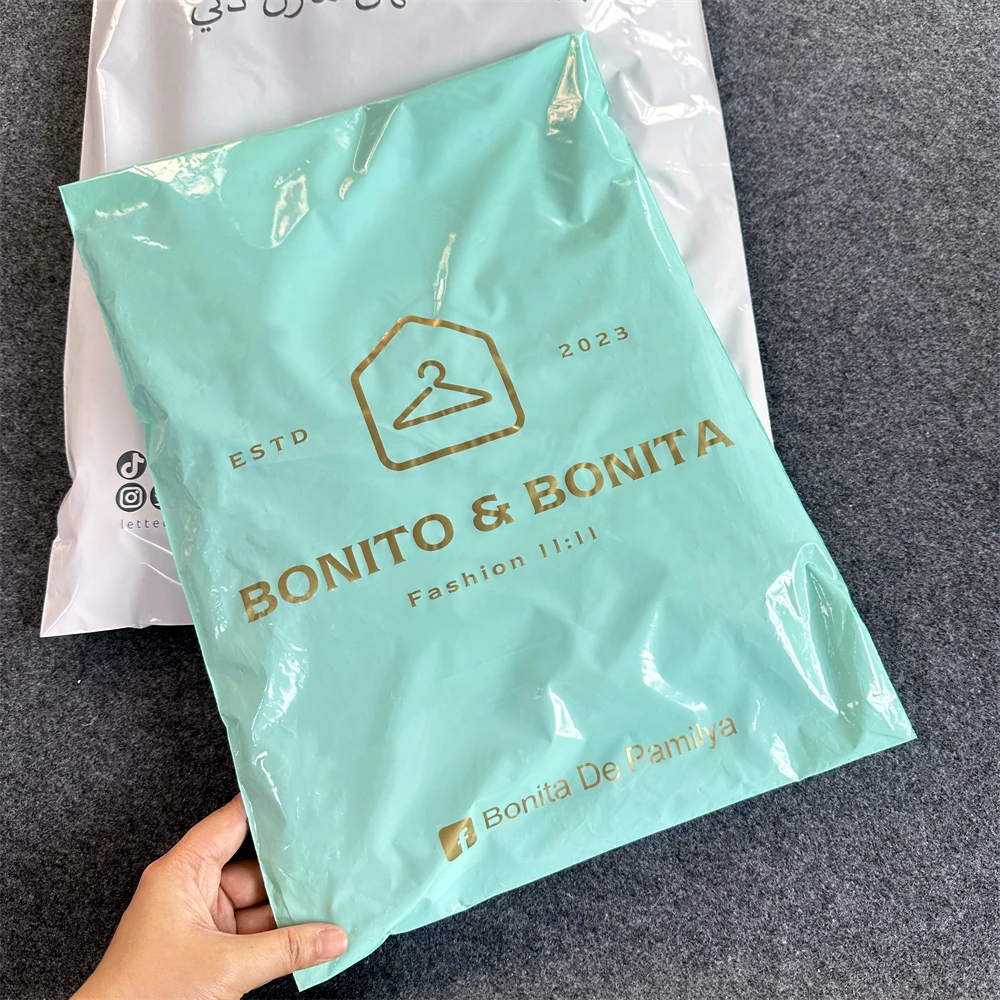 ESTD
2023
BONITO & BONITA
Fashion 11:11
Bonita De Pamilya